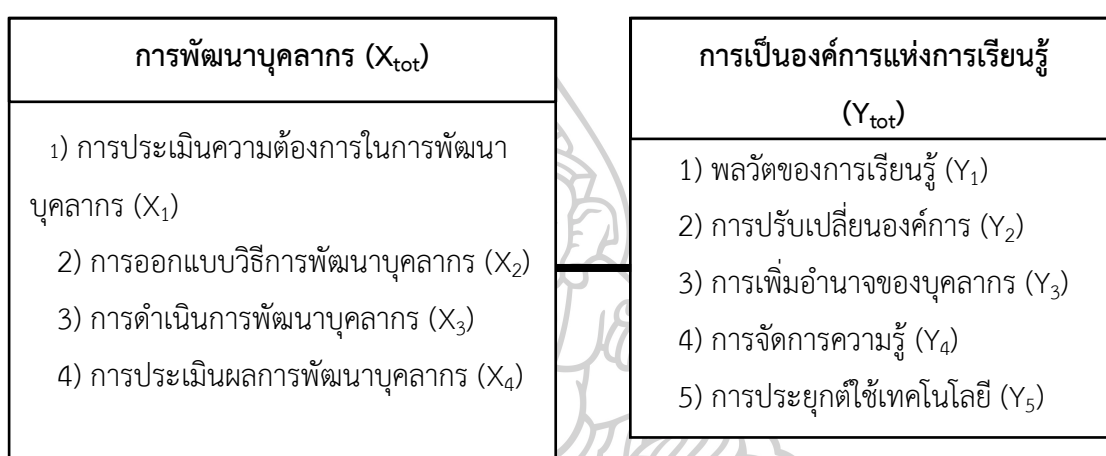 การพัฒนาบุคลากร (Xtot)
1) การประเมินความต้องการในการพัฒนา
บุคลากร (X1)
2) การออกแบบวิธีการพัฒนาบุคลากร (X2)
3) การดำเนินการพัฒนาบุคลากร (X3)
4) การประเมินผลการพัฒนาบุคลากร (X4)
การเป็นองค์การแห่งการเรียนรู้
(Ytot)
1) พลวัตของการเรียนรู้ (Y1)
2) การปรับเปลี่ยนองค์การ (Y2)
3) การเพิ่มอำนาจของบุคลากร (Y3)
4) การจัดการความรู้ (Y4)
5) การประยุกต์ใช้เทคโนโลยี (Y5)